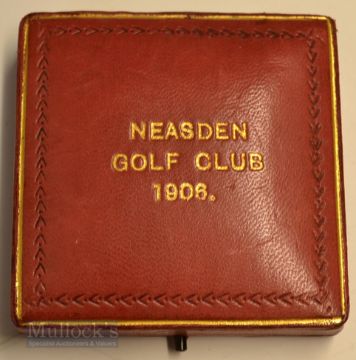 NEASDEN
GOLF CLUB
1906.
Mullock's
Specialist Auctioneers & Valuers